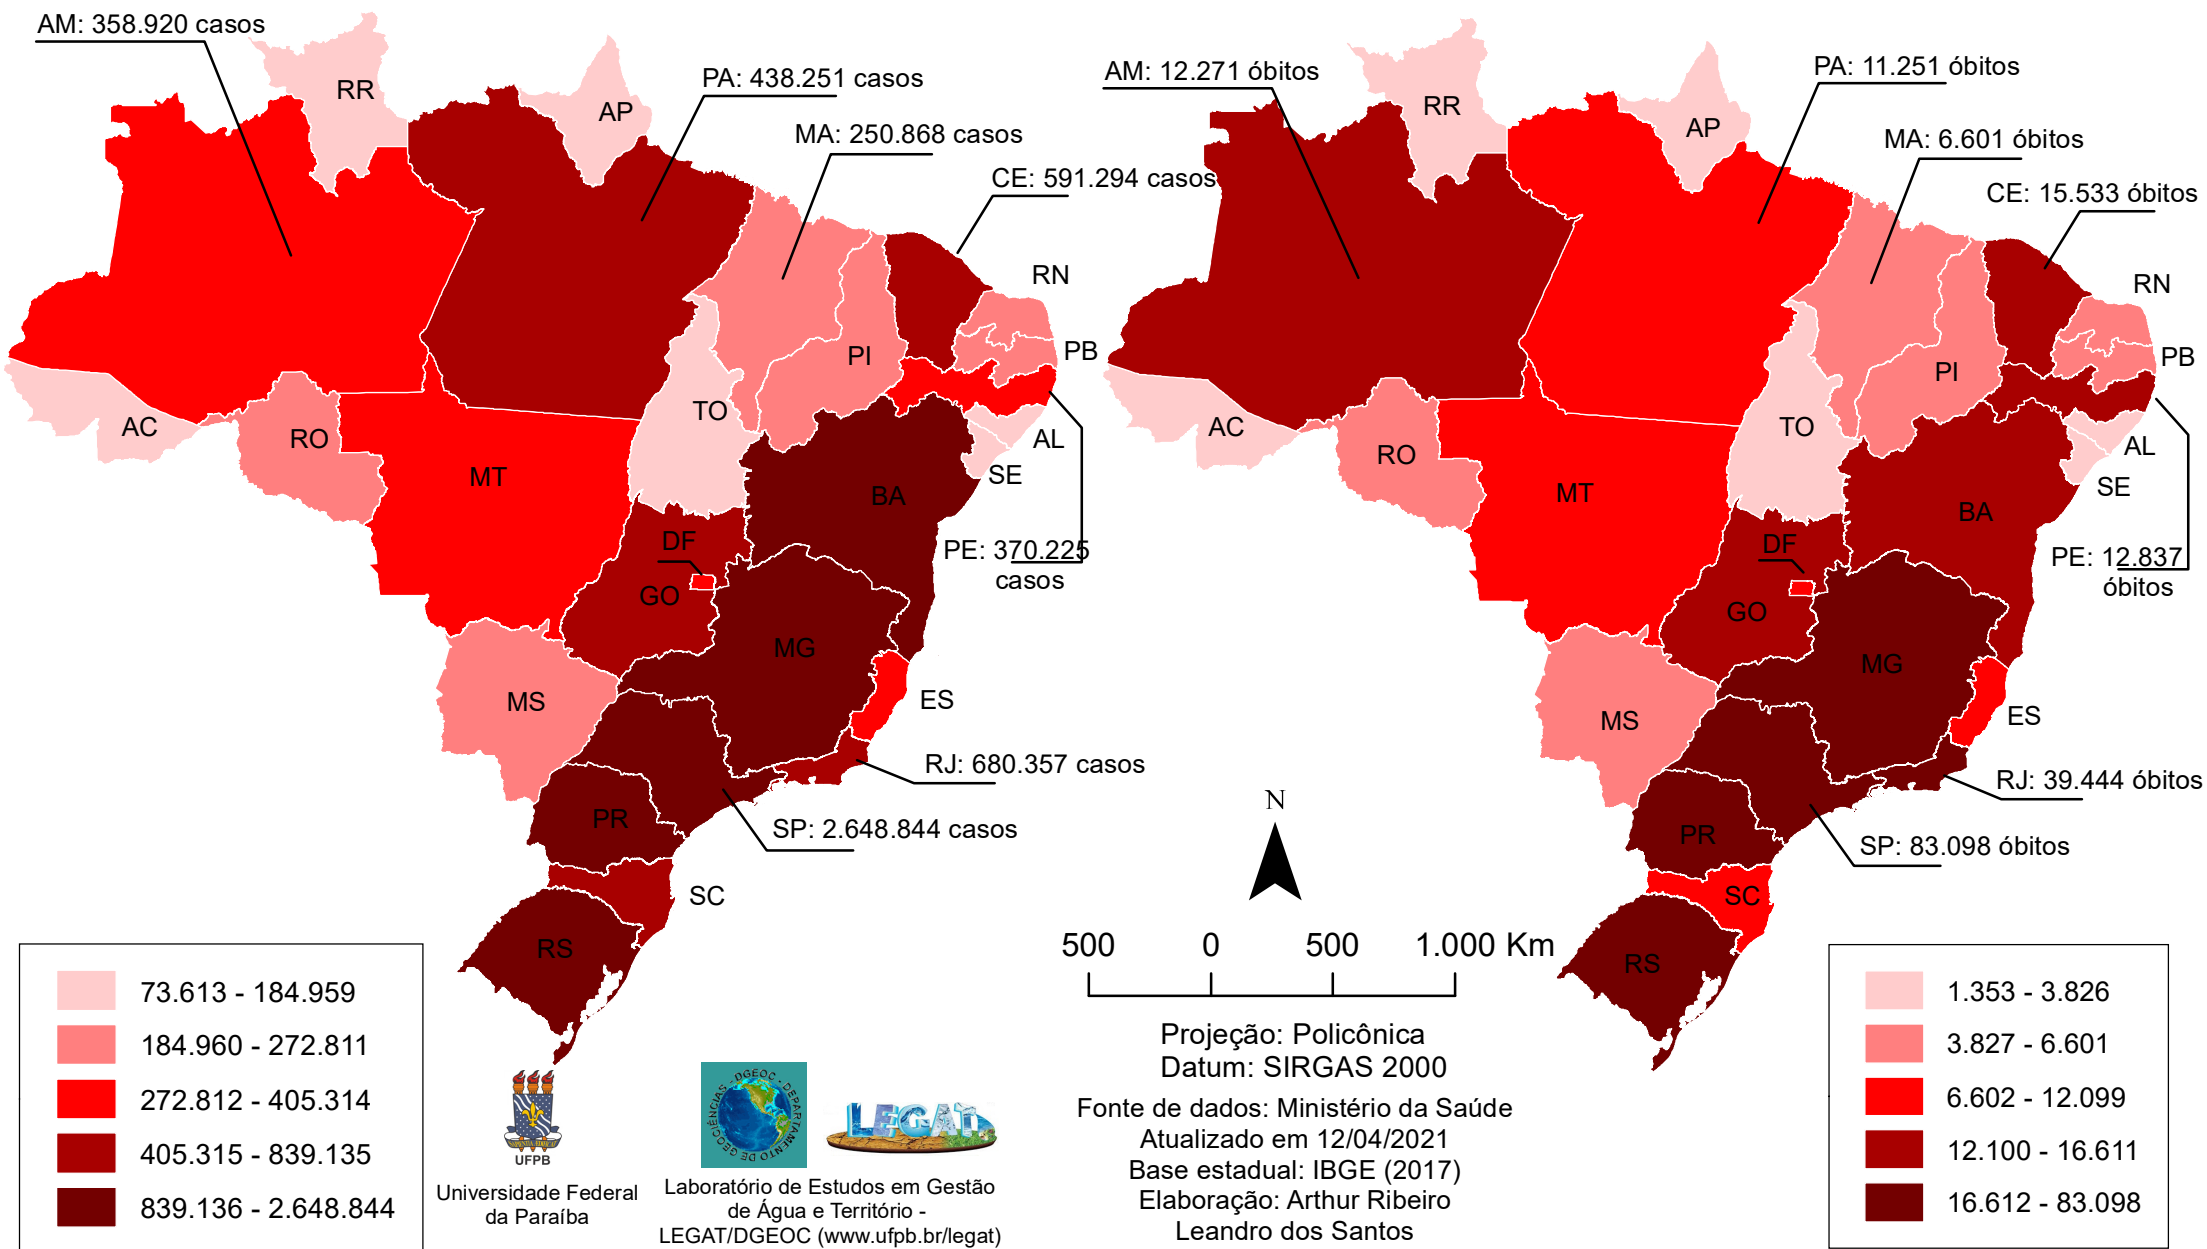 AM: 358.920 casos
RR
PA: 438.251 casos
AP
MA: 250.868 casos
CE: 591.294 casos
RN
PB
PI
TO
AC
RO
MT
AL
SE
BA
DF
PE: 370.225
casos
GO
MG
MS
ES
RJ: 680.357 casos
PR
SP: 2.648.844 casos
SC
RS
73.613 - 184.959
184.960 - 272.811
272.812 - 405.314
405.315 - 839.135
839.136 - 2.648.844
UFPB
Universidade Federal
da Paraíba
DGEOC - DEPARTAMENTO DE GEOCIÊNCIAS -
LEGAT
Laboratório de Estudos em Gestão
de Água e Território -
LEGAT/DGEOC (www.ufpb.br/legat)
AM: 12.271 óbitos
RR
PA: 11.251 óbitos
AP
MA: 6.601 óbitos
CE: 15.533 óbitos
RN
PB
PI
TO
AC
RO
MT
AL
SE
BA
DF
PE: 12.837
óbitos
GO
MG
MS
ES
RJ: 39.444 óbitos
PR
SP: 83.098 óbitos
SC
RS
N
500 0 500 1.000 Km
Projeção: Policônica
Datum: SIRGAS 2000
Fonte de dados: Ministério da Saúde
Atualizado em 12/04/2021
Base estadual: IBGE (2017)
Elaboração: Arthur Ribeiro
Leandro dos Santos
1.353 - 3.826
3.827 - 6.601
6.602 - 12.099
12.100 - 16.611
16.612 - 83.098